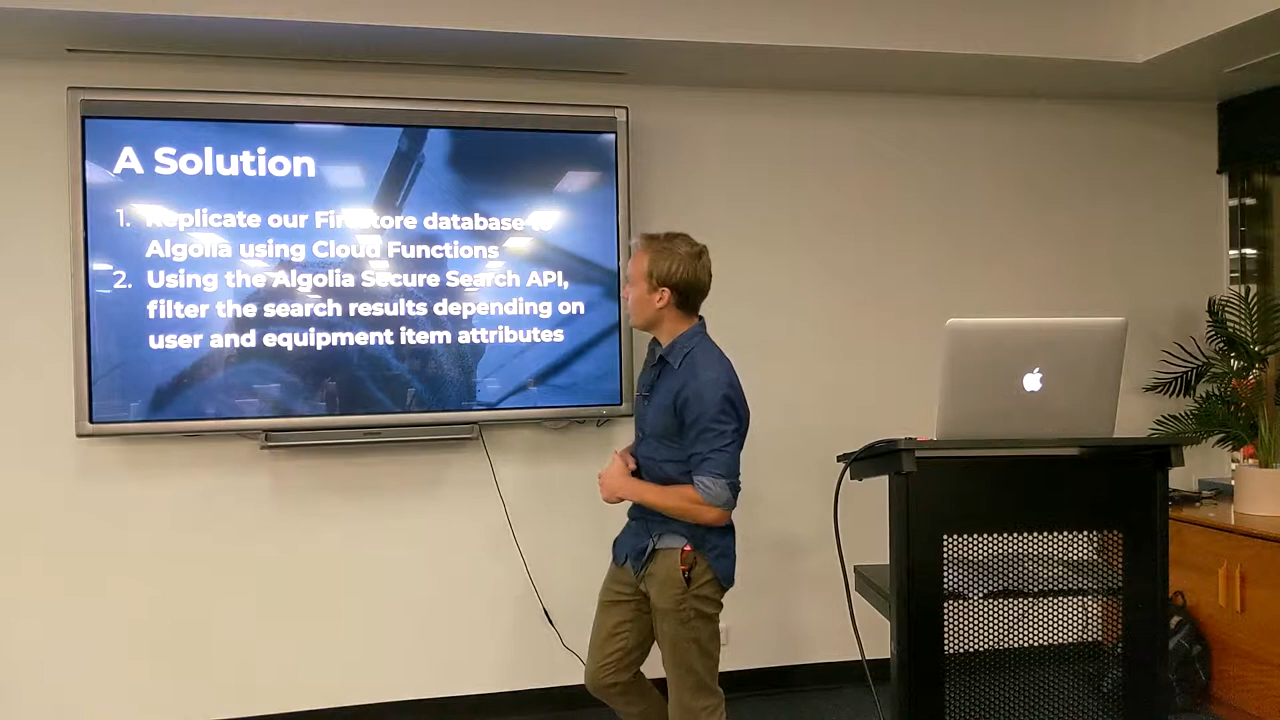 A Solution
1. Replicate our Firestore database to
Algolia using Cloud Functions
2. Using the Algolia Secure Search API,
filter the search results depending on
user and equipment item attributes